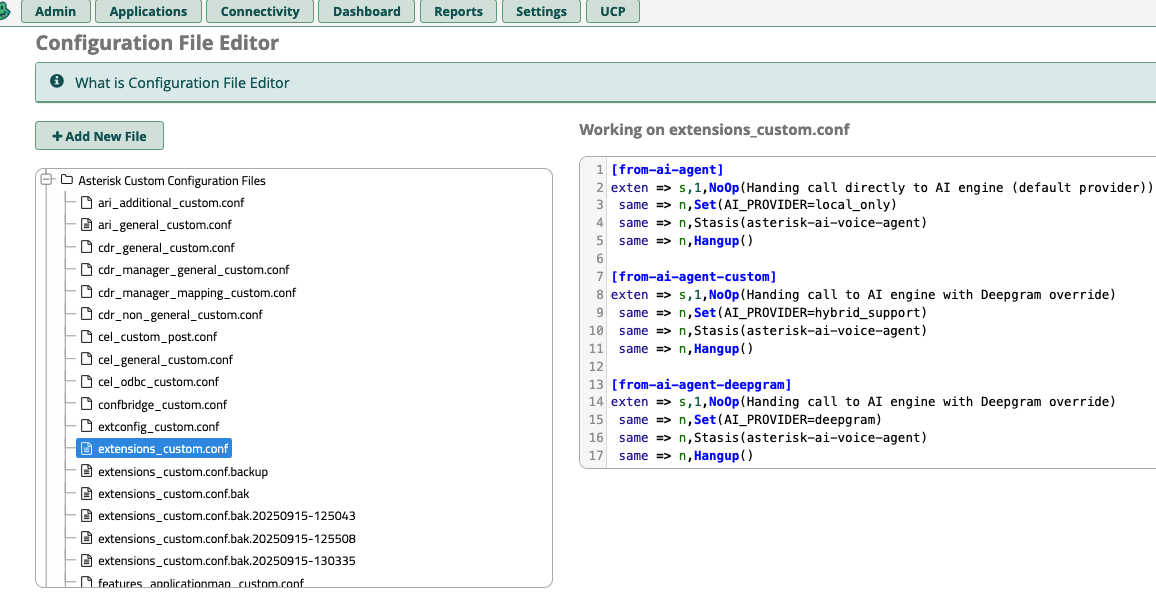 Admin Applications Connectivity Dashboard Reports Settings UCP
Configuration File Editor
What is Configuration File Editor
Add New File
Asterisk Custom Configuration Files
ari_additional_custom.conf
ari_general_custom.conf
cdr_general_custom.conf
cdr_manager_general_custom.conf
cdr_manager_mapping_custom.conf
cdr_non_general_custom.conf
cel_custom_post.conf
cel_general_custom.conf
cel_odbc_custom.conf
confbridge_custom.conf
extconfig_custom.conf
extensions_custom.conf
extensions_custom.conf.backup
extensions_custom.conf.bak
extensions_custom.conf.bak.20250915-125043
extensions_custom.conf.bak.20250915-125508
extensions_custom.conf.bak.20250915-130335
features_applicationmap_custom.conf
Working on extensions_custom.conf
1 [from-ai-agent]
2 exten => s,1,NoOp(Handing call directly to AI engine (default provider))
3 same => n,Set(AI_PROVIDER=local_only)
4 same => n,Stasis(asterisk-ai-voice-agent)
5 same => n,Hangup()
6
7 [from-ai-agent-custom]
8 exten => s,1,NoOp(Handing call to AI engine with Deepgram override)
9 same => n,Set(AI_PROVIDER=hybrid_support)
10 same => n,Stasis(asterisk-ai-voice-agent)
11 same => n,Hangup()
12
13 [from-ai-agent-deepgram]
14 exten => s,1,NoOp(Handing call to AI engine with Deepgram override)
15 same => n,Set(AI_PROVIDER=deepgram)
16 same => n,Stasis(asterisk-ai-voice-agent)
17 same => n,Hangup()